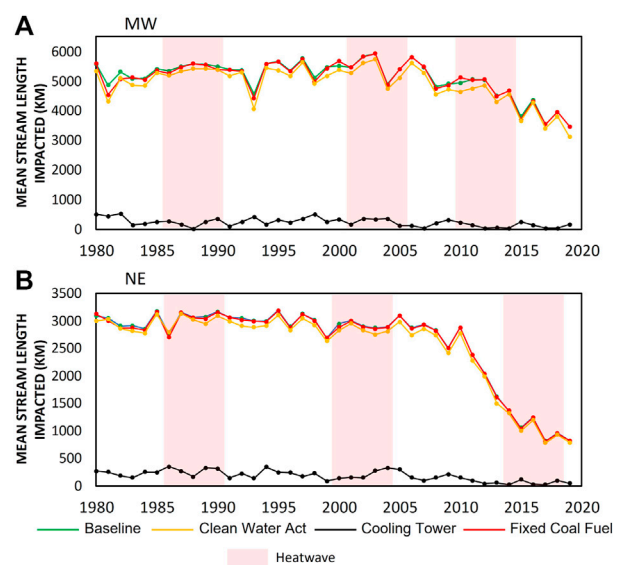 A
MW
MEAN STREAM LENGTH
IMPACTED (KM)
6000
5000
4000
3000
2000
1000
0
1980 1985 1990 1995 2000 2005 2010 2015 2020
B
NE
MEAN STREAM LENGTH
IMPACTED (KM)
3500
3000
2500
2000
1500
1000
500
0
1980 1985 1990 1995 2000 2005 2010 2015 2020
Baseline Clean Water Act Cooling Tower Fixed Coal Fuel
Heatwave